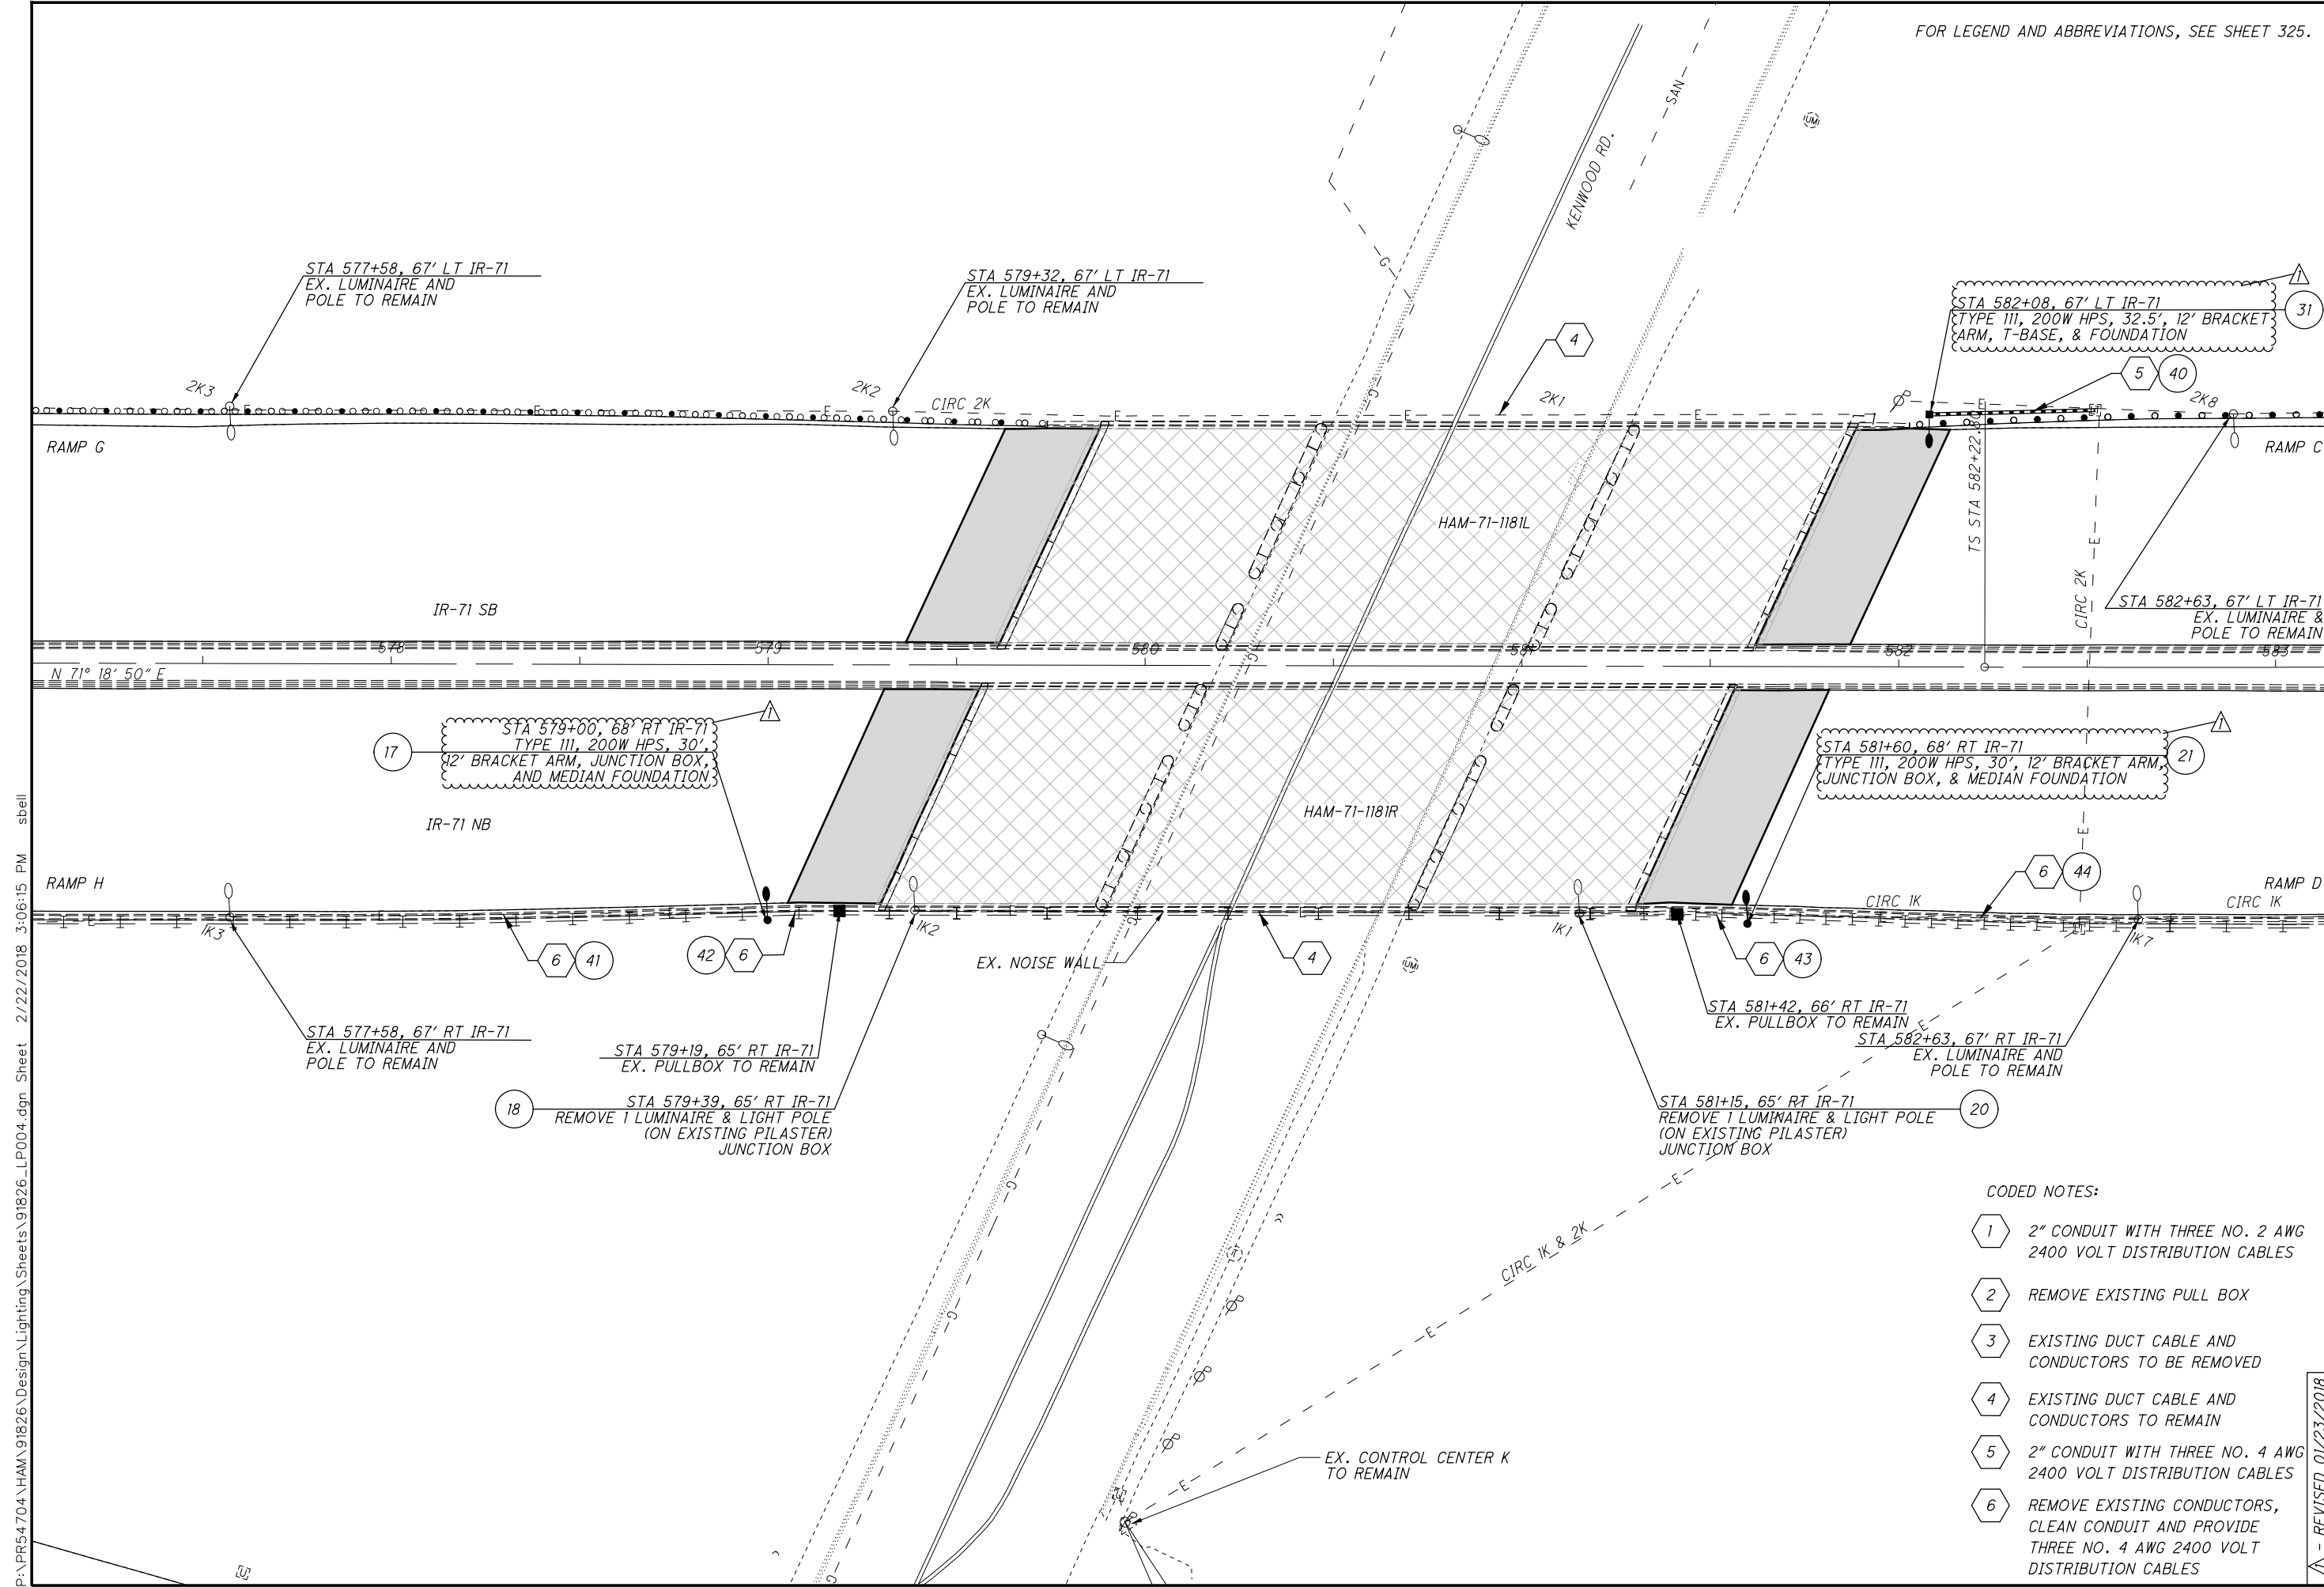 FOR LEGEND AND ABBREVIATIONS, SEE SHEET 325.
SAN
KENWOOD RD.
STA 577+58, 67' LT IR-71
EX. LUMINAIRE AND
POLE TO REMAIN
STA 579+32, 67' LT IR-71
EX. LUMINAIRE AND
POLE TO REMAIN
4
1
STA 582+08, 67' LT IR-71
TYPE 111, 200W HPS, 32.5', 12' BRACKET
ARM, T-BASE, & FOUNDATION
31
5
40
2K3
2K2
CIRC 2K
2K1
2K8
RAMP G
RAMP C
HAM-71-1181L
TS STA 582+22.80
CIRC 2K
IR-71 SB
STA 582+63, 67' LT IR-71
EX. LUMINAIRE &
POLE TO REMAIN
578
579
580
581
582
583
N 71° 18' 50" E
17
STA 579+00, 68' RT IR-71
TYPE 111, 200W HPS, 30',
12' BRACKET ARM, JUNCTION BOX,
AND MEDIAN FOUNDATION
1
1
STA 581+60, 68' RT IR-71
TYPE 111, 200W HPS, 30', 12' BRACKET ARM,
JUNCTION BOX, & MEDIAN FOUNDATION
21
IR-71 NB
HAM-71-1181R
RAMP H
6
44
RAMP D
CIRC 1K
CIRC 1K
1K3
1K2
1K1
1K7
6
41
42
6
EX. NOISE WALL
4
6
43
STA 577+58, 67' RT IR-71
EX. LUMINAIRE AND
POLE TO REMAIN
STA 579+19, 65' RT IR-71
EX. PULLBOX TO REMAIN
STA 581+42, 66' RT IR-71
EX. PULLBOX TO REMAIN
STA 582+63, 67' RT IR-71
EX. LUMINAIRE AND
POLE TO REMAIN
18
STA 579+39, 65' RT IR-71
REMOVE 1 LUMINAIRE & LIGHT POLE
(ON EXISTING PILASTER)
JUNCTION BOX
STA 581+15, 65' RT IR-71
REMOVE 1 LUMINAIRE & LIGHT POLE
(ON EXISTING PILASTER)
JUNCTION BOX
20
CIRC 1K & 2K
EX. CONTROL CENTER K
TO REMAIN
CODED NOTES:
1 2" CONDUIT WITH THREE NO. 2 AWG
2400 VOLT DISTRIBUTION CABLES
2 REMOVE EXISTING PULL BOX
3 EXISTING DUCT CABLE AND
CONDUCTORS TO BE REMOVED
4 EXISTING DUCT CABLE AND
CONDUCTORS TO REMAIN
5 2" CONDUIT WITH THREE NO. 4 AWG
2400 VOLT DISTRIBUTION CABLES
6 REMOVE EXISTING CONDUCTORS,
CLEAN CONDUIT AND PROVIDE
THREE NO. 4 AWG 2400 VOLT
DISTRIBUTION CABLES
1 - REVISED 01/23/2018
P:\PR54704\HAM\91826\Design\Lighting\Sheets\91826_LP004.dgn Sheet 2/22/2018 3:06:15 PM sbell